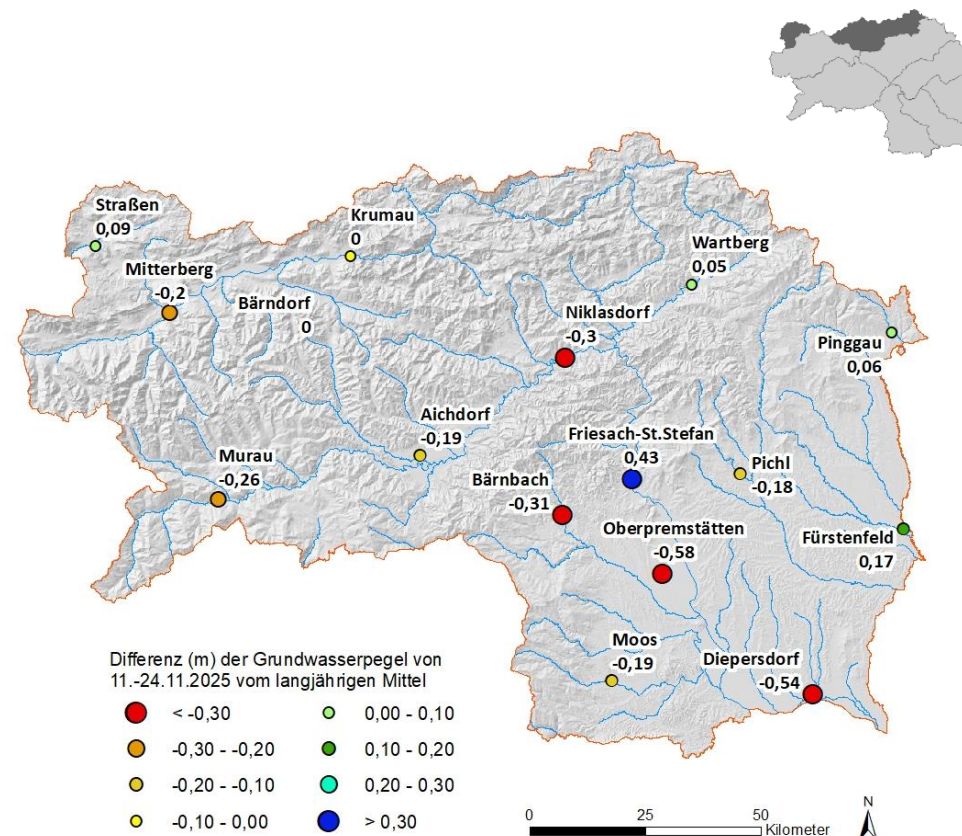 Straßen
0,09
Krumau
0
Wartberg
0,05
Mitterberg
-0,2
Bärndorf
0
Niklasdorf
-0,3
Pinggau
0,06
Aichdorf
-0,19
Friesach-St.Stefan
0,43
Murau
-0,26
Bärnbach
-0,31
Pichl
-0,18
Oberpremstätten
-0,58
Fürstenfeld
0,17
Moos
-0,19
Diepersdorf
-0,54
Differenz (m) der Grundwasserpegel von
11.-24.11.2025 vom langjährigen Mittel
< -0,30
-0,30 - -0,20
-0,20 - -0,10
-0,10 - 0,00
0,00 - 0,10
0,10 - 0,20
0,20 - 0,30
> 0,30
0 25 50
Kilometer
N